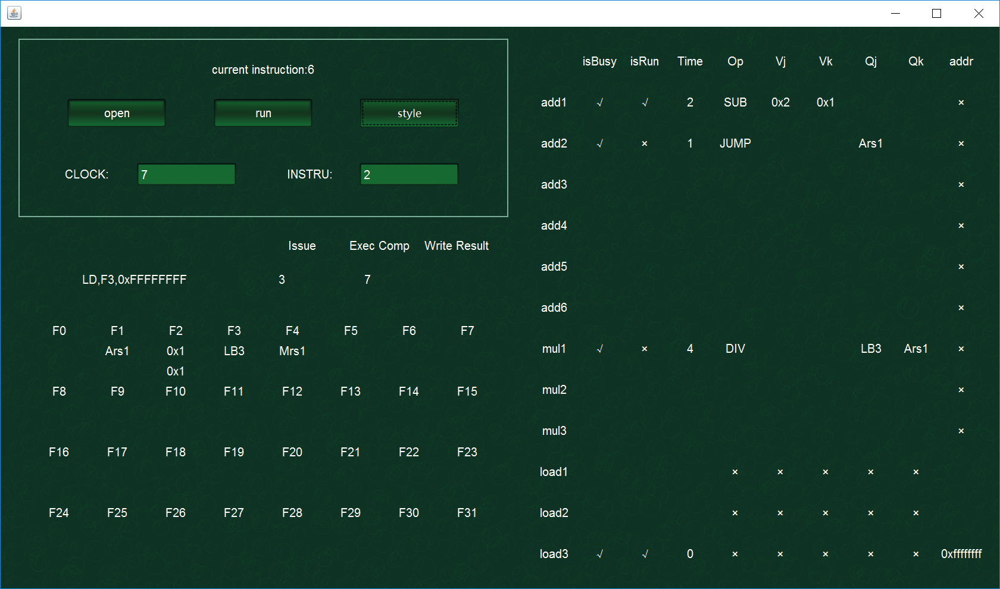 current instruction:6
open run style
CLOCK: 7 INSTRU: 2
Issue Exec Comp Write Result
LD,F3,0xFFFFFFFF 3 7
F0 F1 F2 F3 F4 F5 F6 F7
Ars1 0x1 LB3 Mrs1
0x1
F8 F9 F10 F11 F12 F13 F14 F15
F16 F17 F18 F19 F20 F21 F22 F23
F24 F25 F26 F27 F28 F29 F30 F31
isBusy isRun Time Op Vj Vk Qj Qk addr
add1 √ √ 2 SUB 0x2 0x1 ×
add2 √ × 1 JUMP Ars1 ×
add3 ×
add4 ×
add5 ×
add6 ×
mul1 √ × 4 DIV LB3 Ars1 ×
mul2 ×
mul3 ×
load1 × × × × ×
load2 × × × × ×
load3 √ √ 0 × × × × × 0xffffffff